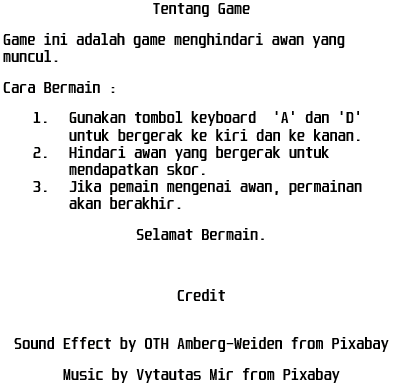 Tentang Game
Game ini adalah game menghindari awan yang
muncul.
Cara Bermain :
1. Gunakan tombol keyboard 'A' dan 'D'
untuk bergerak ke kiri dan ke kanan.
2. Hindari awan yang bergerak untuk
mendapatkan skor.
3. Jika pemain mengenai awan, permainan
akan berakhir.
Selamat Bermain.
Credit
Sound Effect by OTH Amberg-Weiden from Pixabay
Music by Vytautas Mir from Pixabay